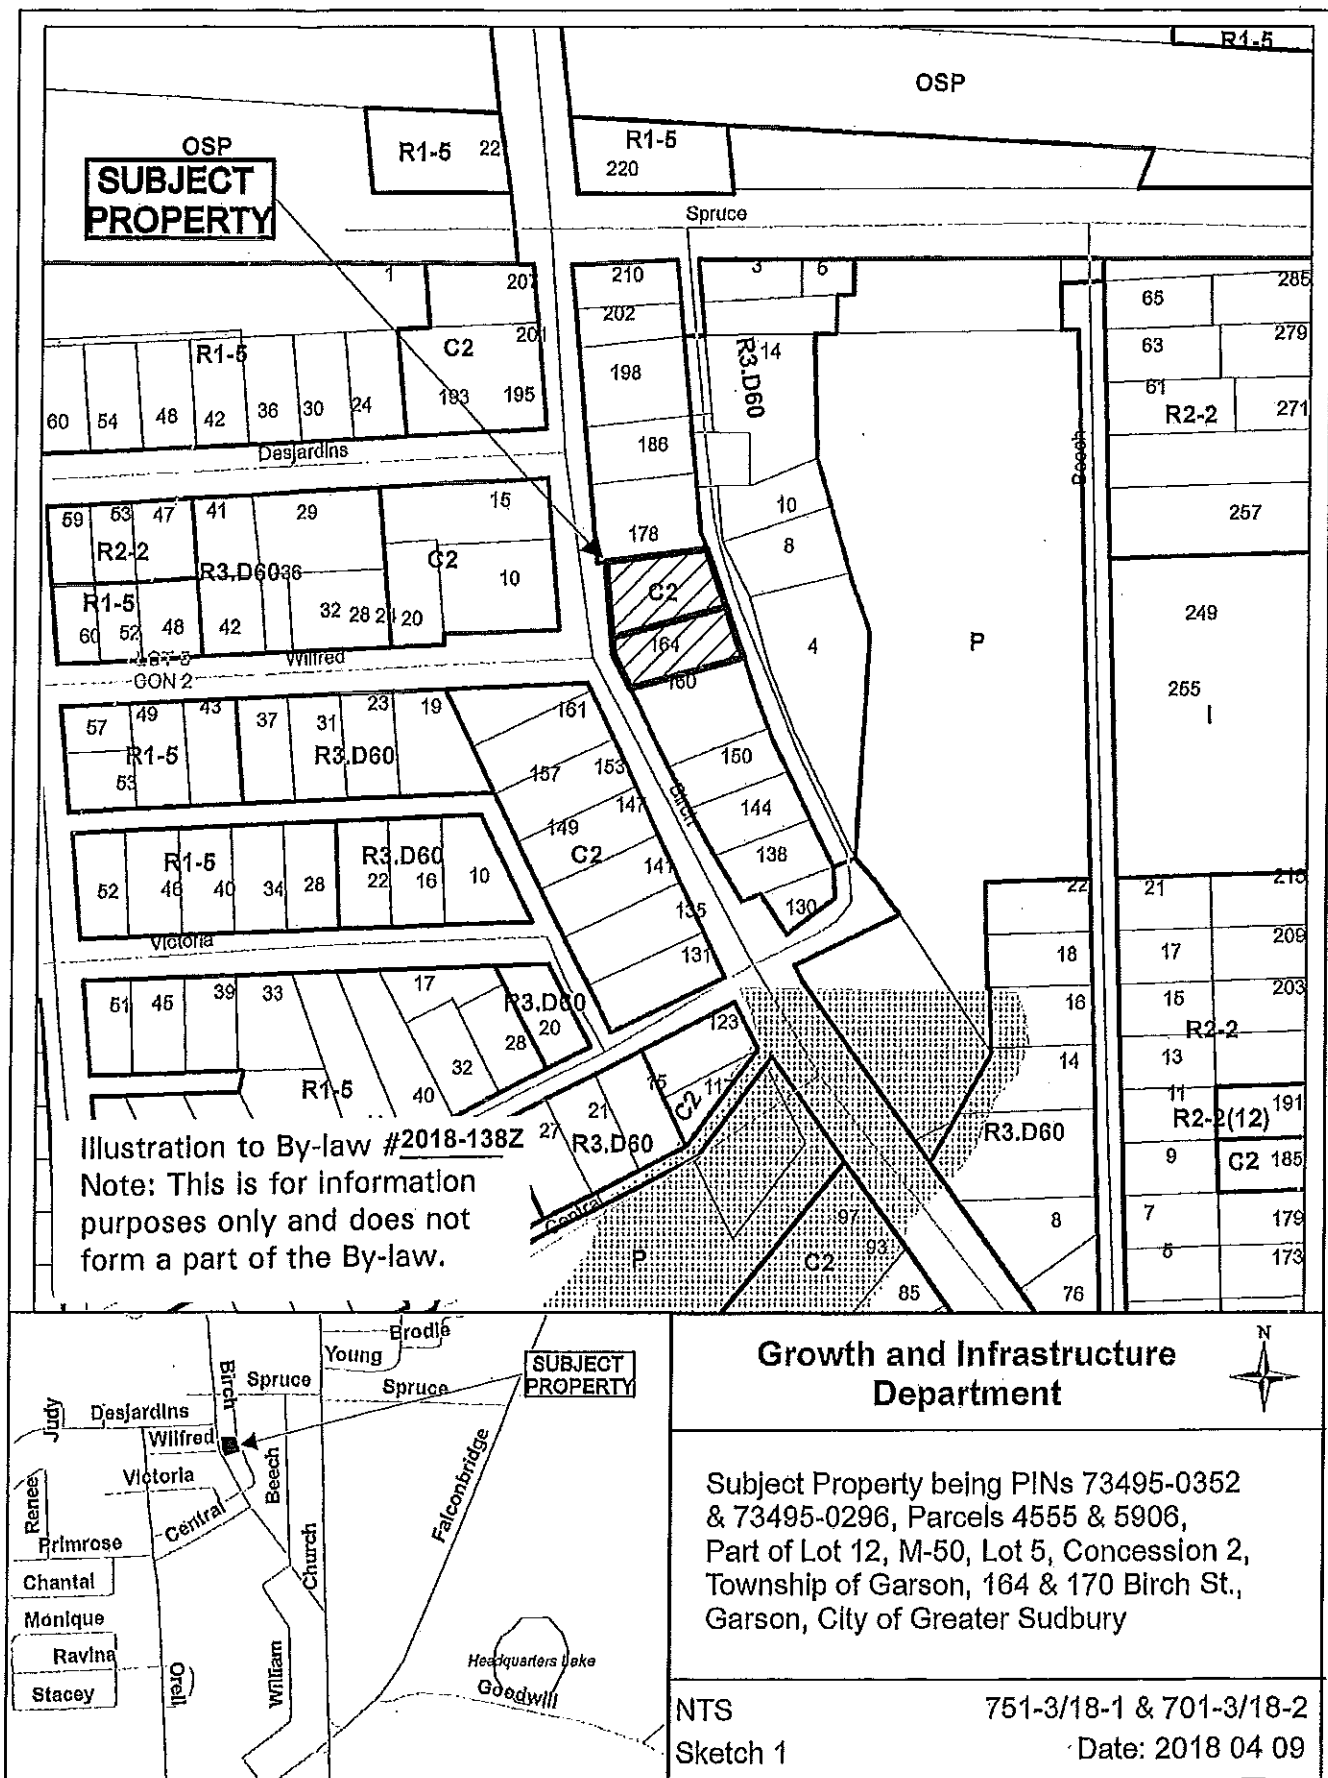 R1-5
OSP
R1-5 22
R1-5
220
OSP
SUBJECT
PROPERTY
Spruce
1
207
210
3
6
285
65
202
201
R1-5
C2
R3.D60
14
63
279
198
61
60
54
48
42
36
30
24
193
195
R2-2
271
186
Desjardins
Beech
59
53
47
41
29
15
10
257
178
8
R2-2
R3.D60
36
C2
10
C2
R1-5
249
60
52
48
42
32
28
20
164
4
P
LOT 5
Wilfred
CON 2
160
255
I
57
49
43
37
31
23
19
161
R1-5
R3.D60
53
157
153
150
Birch
149
147
144
R1-5
R3.D60
C2
138
52
46
40
34
28
22
16
10
141
22
21
215
Victoria
135
130
209
131
18
17
51
45
39
33
17
R3.D60
20
28
16
15
203
123
R2-2
32
14
13
R1-5
40
15
117
11
191
21
C2
R2-2(12)
27
R3.D60
R3.D60
9
C2 185
Illustration to By-law #2018-138Z
Note: This is for information
purposes only and does not
form a part of the By-law.
Central
97
8
7
179
P
C2
93
173
85
76
Brodie
Young
SUBJECT
PROPERTY
Birch
Spruce
Spruce
Judy
Desjardins
Wilfred
Victoria
Beech
Falconbridge
Renee
Central
Primrose
Church
Chantal
Monique
Ravina
Orell
William
Headquarters Lake
Stacey
Goodwill
Growth and Infrastructure
Department
N
Subject Property being PINs 73495-0352
& 73495-0296, Parcels 4555 & 5906,
Part of Lot 12, M-50, Lot 5, Concession 2,
Township of Garson, 164 & 170 Birch St.,
Garson, City of Greater Sudbury
NTS
751-3/18-1 & 701-3/18-2
Sketch 1
Date: 2018 04 09